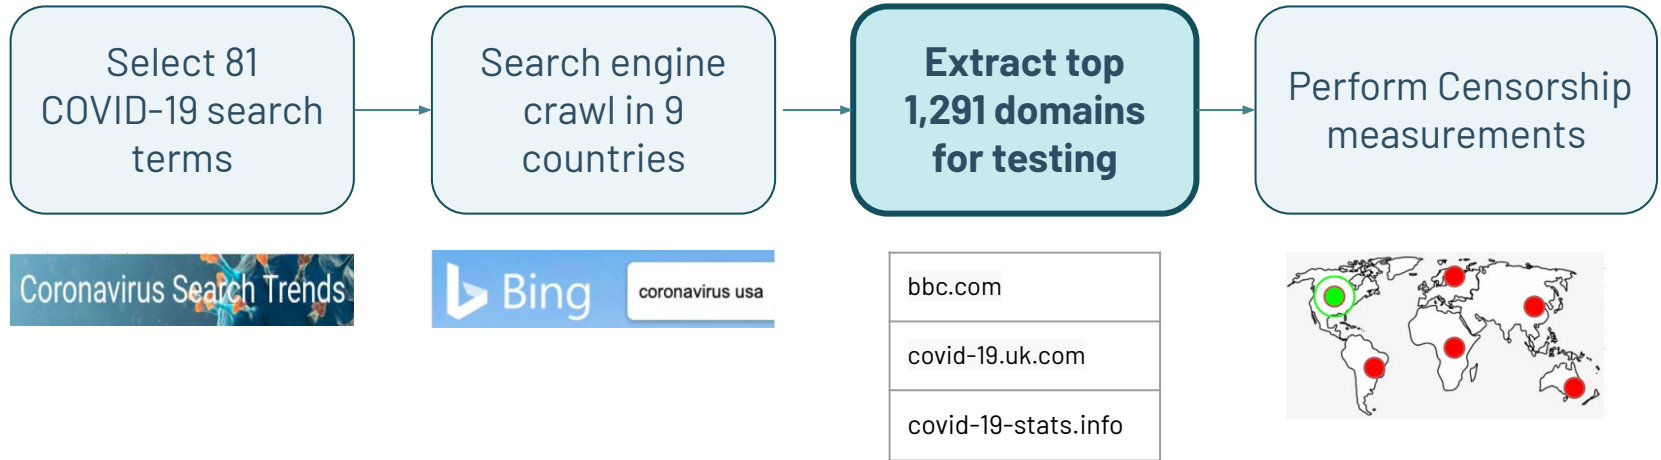 Select 81
COVID-19 search
terms
Search engine
crawl in 9
countries
Extract top
1,291 domains
for testing
Perform Censorship
measurements
Coronavirus Search Trends
Bing
coronavirus usa
bbc.com
covid-19.uk.com
covid-19-stats.info